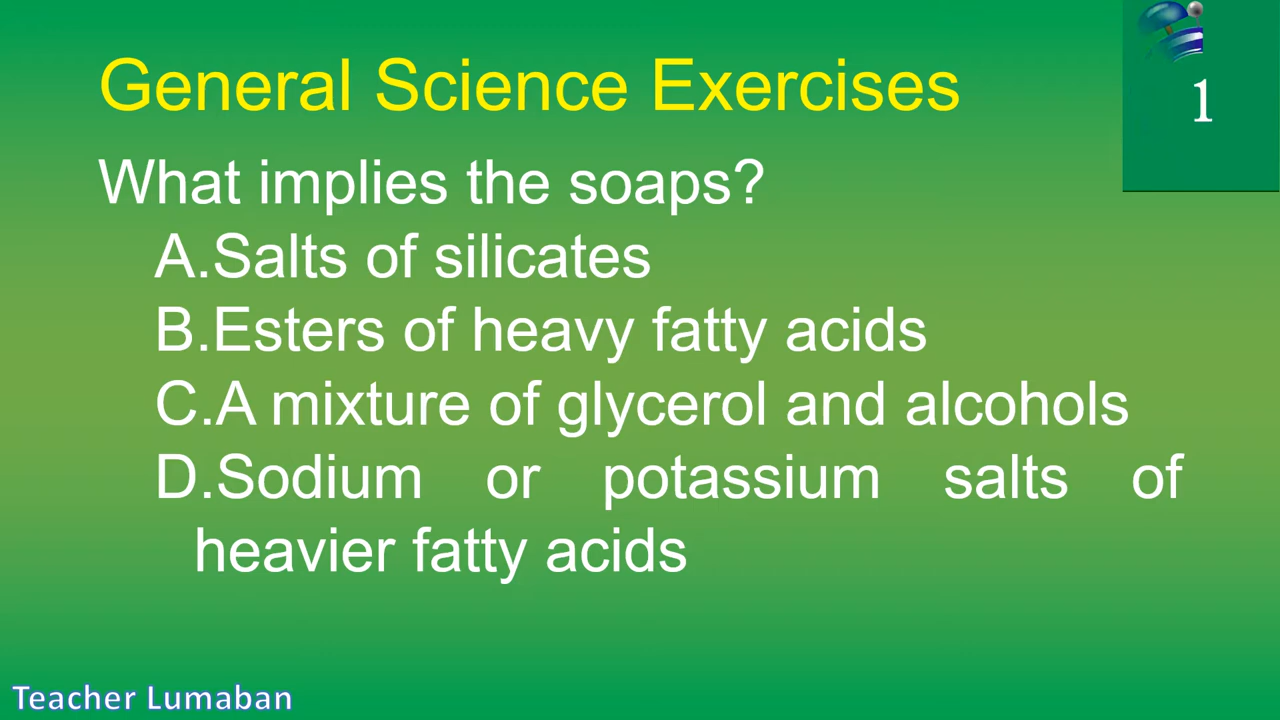 General Science Exercises
1
What implies the soaps?
A.Salts of silicates
B.Esters of heavy fatty acids
C.A mixture of glycerol and alcohols
D.Sodium or potassium salts of
heavier fatty acids
Teacher Lumaban